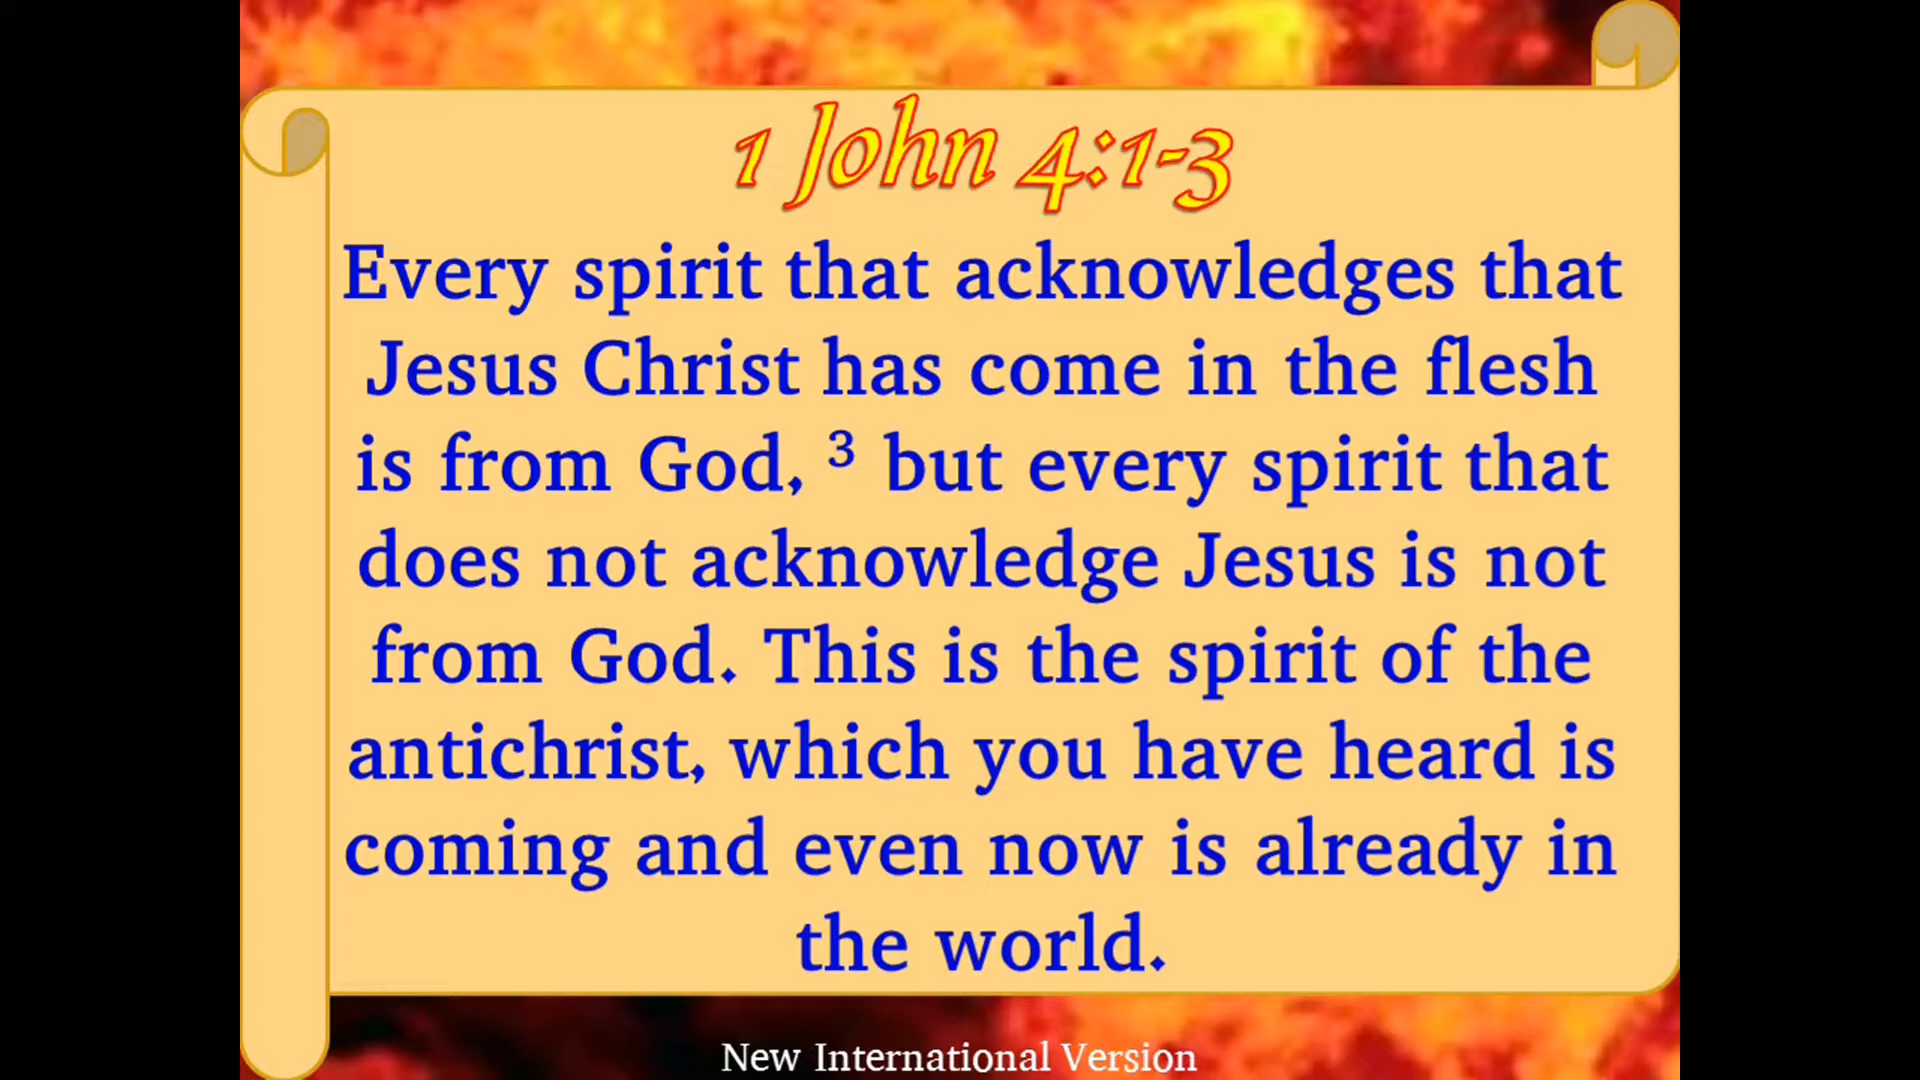 1 John 4:1-3
Every spirit that acknowledges that
Jesus Christ has come in the flesh
is from God, ³ but every spirit that
does not acknowledge Jesus is not
from God. This is the spirit of the
antichrist, which you have heard is
coming and even now is already in
the world.
New International Version